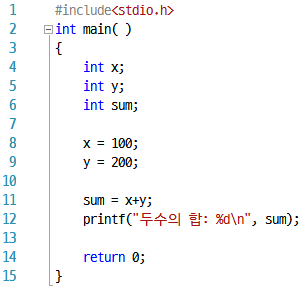 1 #include<stdio.h>
2 int main( )
3 {
4 int x;
5 int y;
6 int sum;
7
8 x = 100;
9 y = 200;
10
11 sum = x+y;
12 printf("두수의 합: %d\n", sum);
13
14 return 0;
15 }